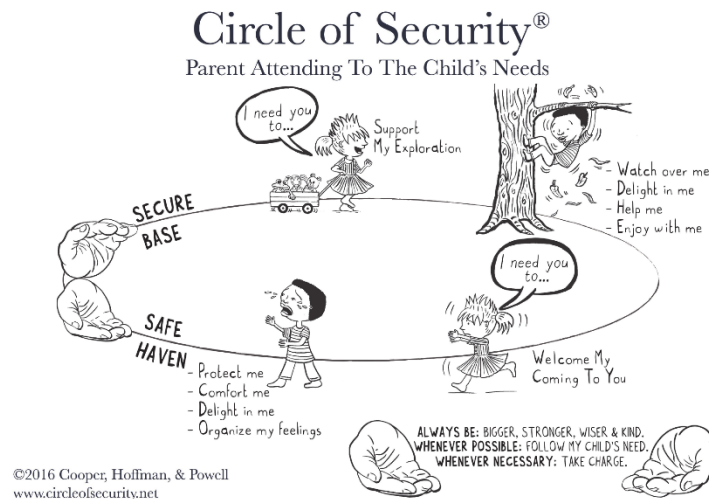 Circle of Security®
Parent Attending To The Child's Needs
I need you
to...
Support
My Exploration
- Watch over me
- Delight in me
- Help me
- Enjoy with me
SECURE
BASE
I need you
to...
SAFE
HAVEN
Welcome My
Coming To You
- Protect me
- Comfort me
- Delight in me
- Organize my feelings
ALWAYS BE: BIGGER, STRONGER, WISER & KIND.
WHENEVER POSSIBLE: FOLLOW MY CHILD'S NEED.
WHENEVER NECESSARY: TAKE CHARGE.
©2016 Cooper, Hoffman, & Powell
www.circleofsecurity.net